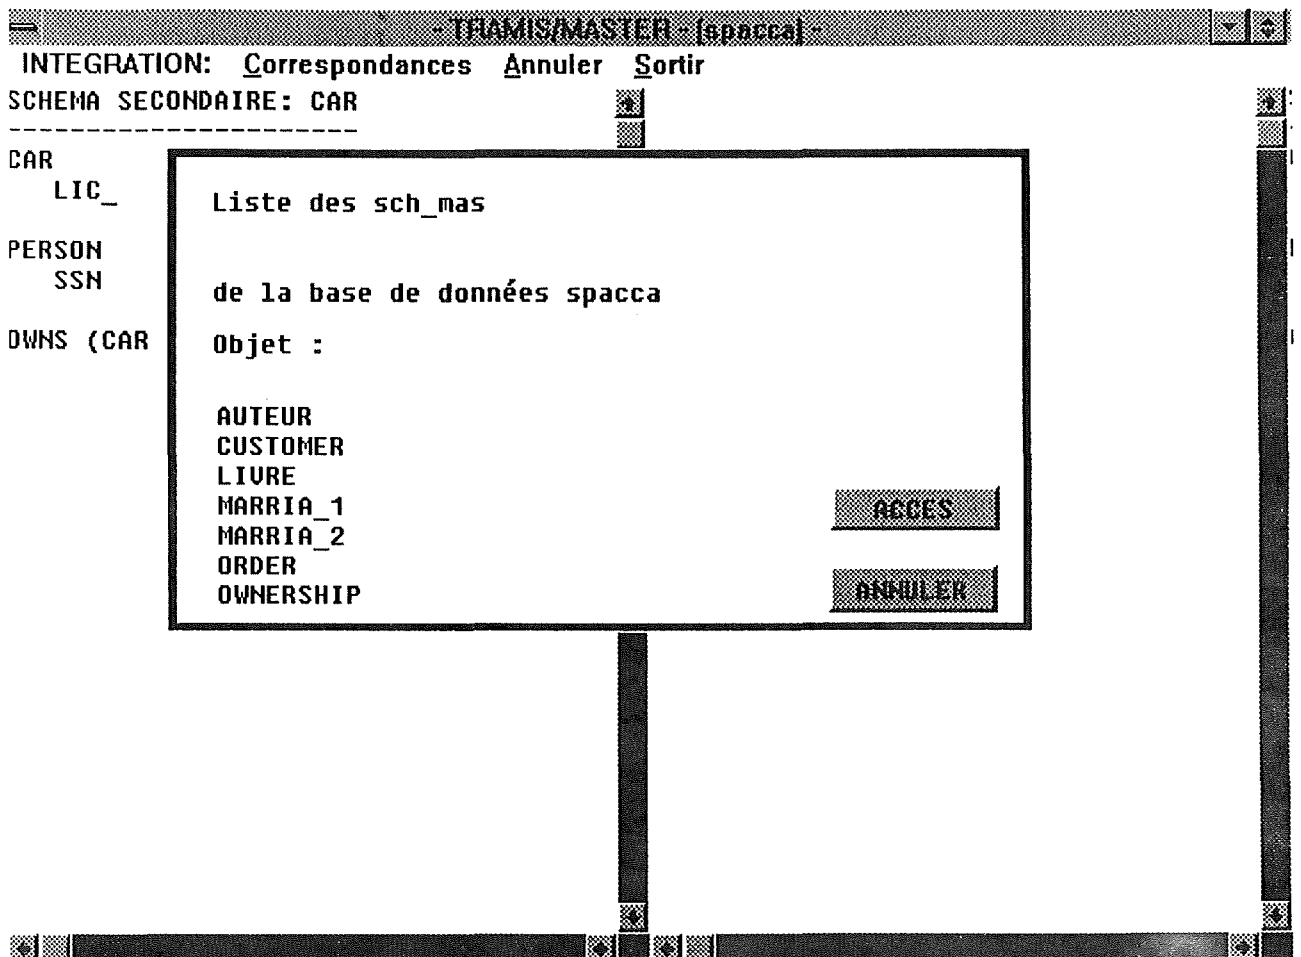 - TRAMIS/MASTER - [spacca] -
INTEGRATION: Correspondances Annuler Sortir
SCHEMA SECONDAIRE: CAR
-----------------------
CAR
LIC_
PERSON
SSN
OWNS (CAR
Liste des sch_mas
de la base de données spacca
Objet :
AUTEUR
CUSTOMER
LIVRE
MARRIA_1
MARRIA_2
ORDER
OWNERSHIP
ACCES
ANNULER